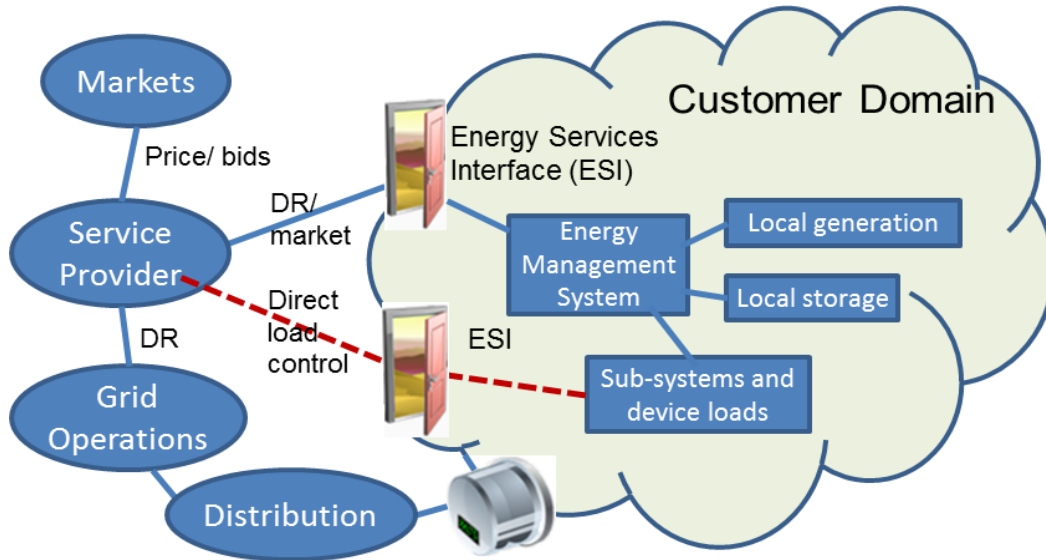 Markets
Customer Domain
Energy Services
Interface (ESI)
Price/ bids
DR/
market
Service
Provider
Energy
Management
System
Local generation
Local storage
Direct
load
control
ESI
DR
Sub-systems and
device loads
Grid
Operations
Distribution